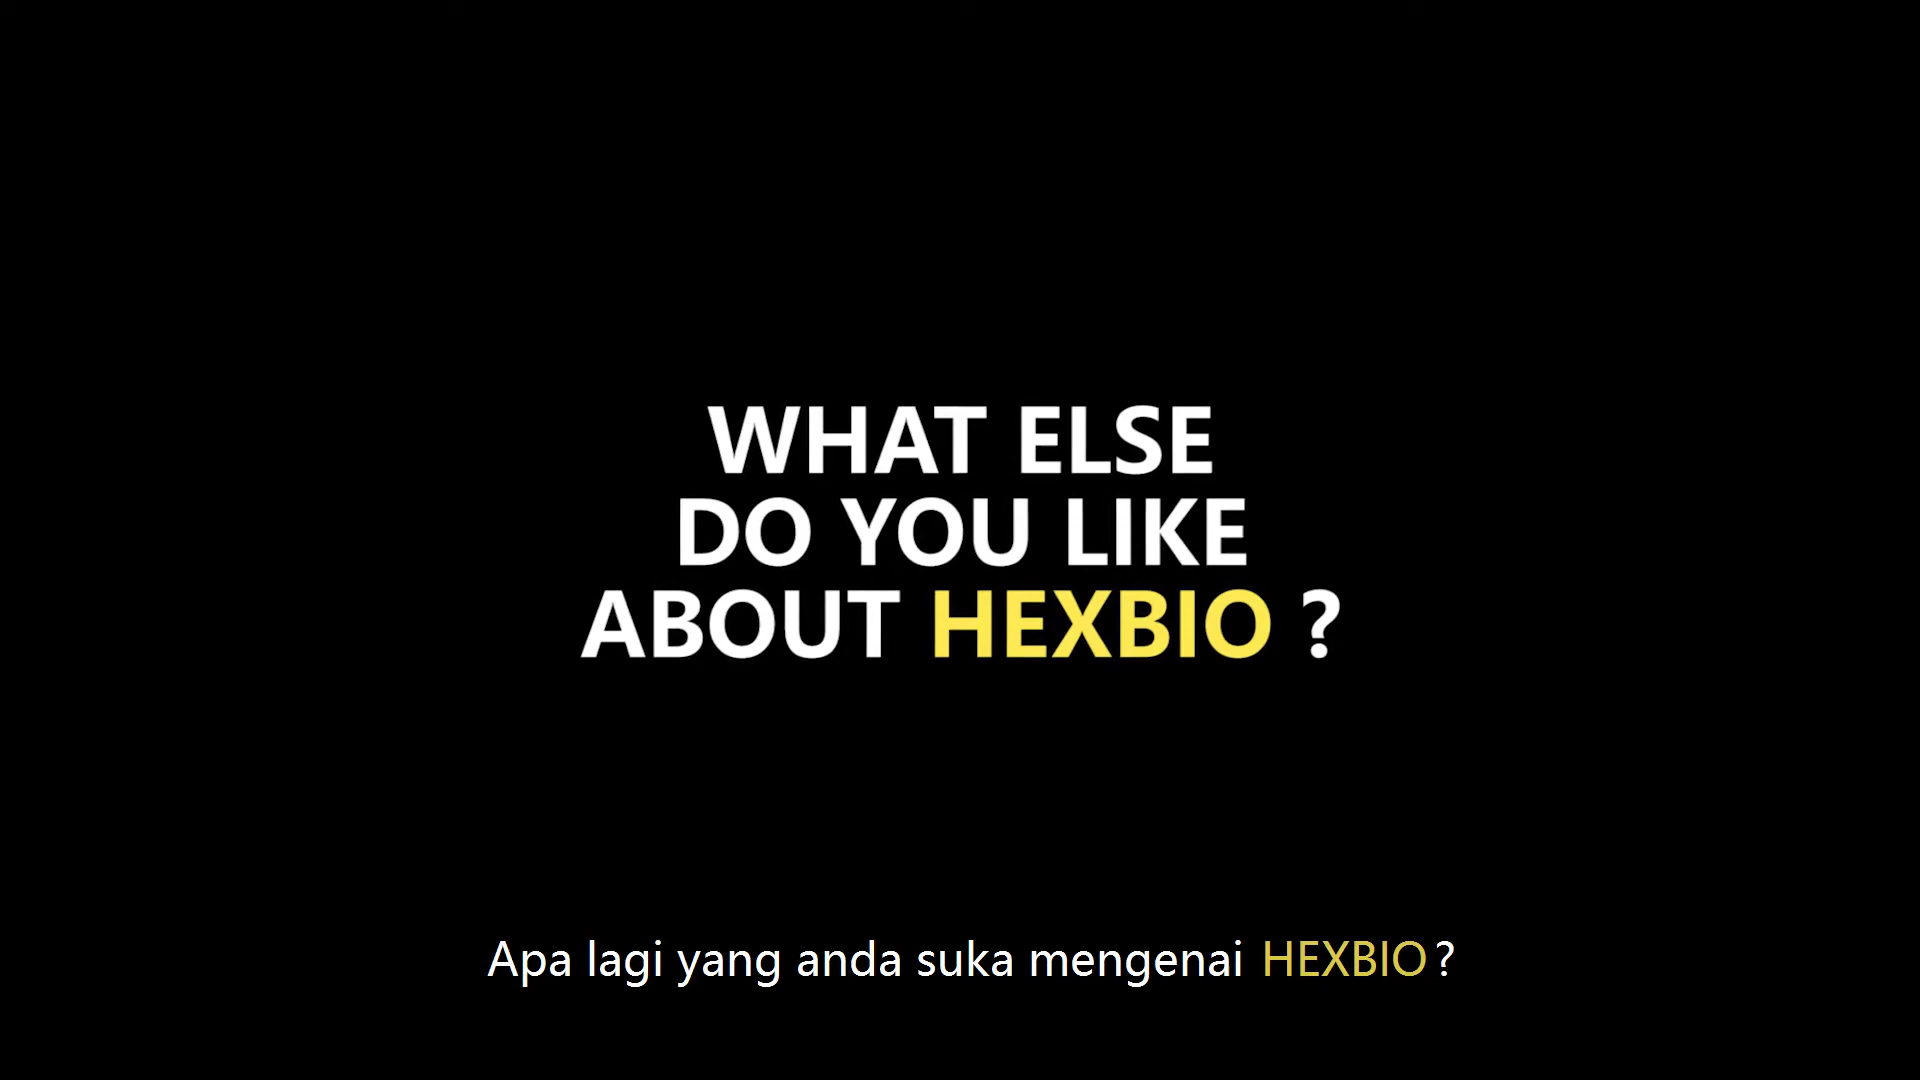 WHAT ELSE
DO YOU LIKE
ABOUT HEXBIO ?
Apa lagi yang anda suka mengenai HEXBIO?